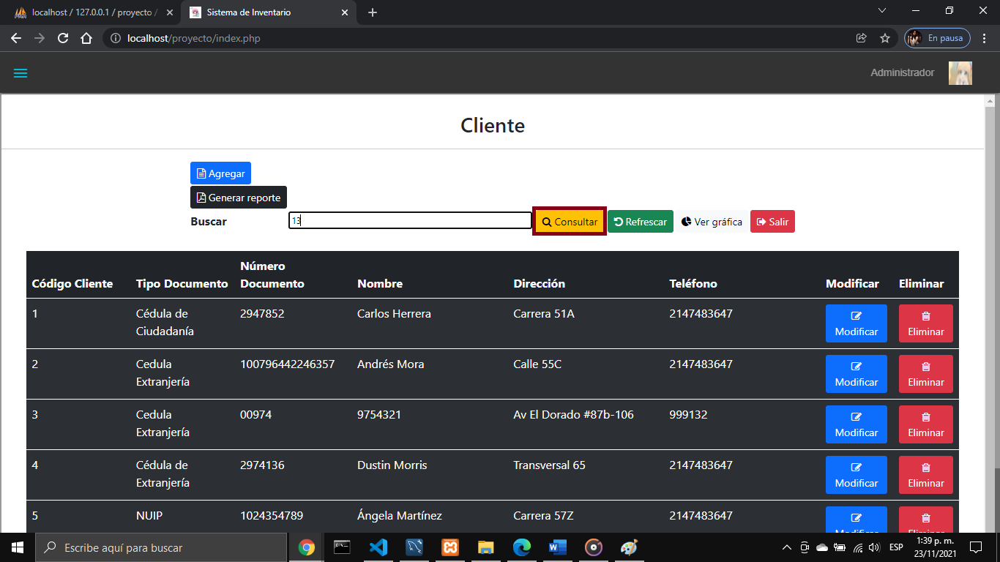 localhost / 127.0.0.1 / proyecto /
Sistema de Inventario
localhost/proyecto/index.php
En pausa
Administrador
Cliente
Agregar
Generar reporte
Buscar 13 Consultar Refrescar Ver gráfica Salir
Código Cliente Tipo Documento Número Documento Nombre Dirección Teléfono Modificar Eliminar
1 Cédula de Ciudadanía 2947852 Carlos Herrera Carrera 51A 2147483647 Modificar Eliminar
2 Cedula Extranjería 100796442246357 Andrés Mora Calle 55C 2147483647 Modificar Eliminar
3 Cedula Extranjería 00974 9754321 Av El Dorado #87b-106 999132 Modificar Eliminar
4 Cédula de Extranjería 2974136 Dustin Morris Transversal 65 2147483647 Modificar Eliminar
5 NUIP 1024354789 Ángela Martínez Carrera 57Z 2147483647 Modificar Eliminar
Escribe aquí para buscar
ESP
1:39 p. m.
23/11/2021